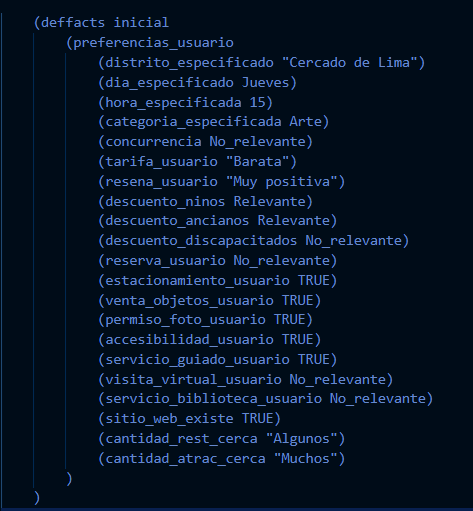 (deffacts inicial
(preferencias_usuario
(distrito_especificado "Cercado de Lima")
(dia_especificado Jueves)
(hora_especificada 15)
(categoria_especificada Arte)
(concurrencia No_relevante)
(tarifa_usuario "Barata")
(resena_usuario "Muy positiva")
(descuento_ninos Relevante)
(descuento_ancianos Relevante)
(descuento_discapacitados No_relevante)
(reserva_usuario No_relevante)
(estacionamiento_usuario TRUE)
(venta_objetos_usuario TRUE)
(permiso_foto_usuario TRUE)
(accesibilidad_usuario TRUE)
(servicio_guiado_usuario TRUE)
(visita_virtual_usuario No_relevante)
(servicio_biblioteca_usuario No_relevante)
(sitio_web_existe TRUE)
(cantidad_rest_cerca "Algunos")
(cantidad_atrac_cerca "Muchos")
)
)